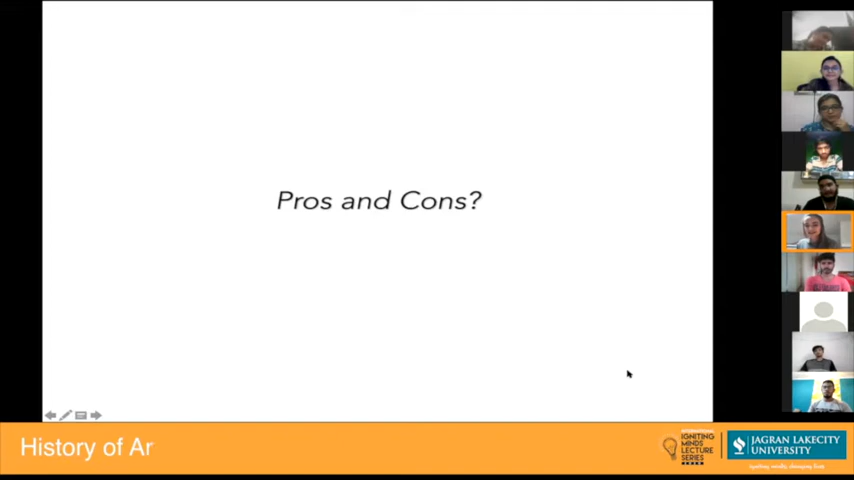 Pros and Cons?
History of Ar
IGNITING
MINDS
LECTURE
SERIES
JAGRAN LAKECITY
UNIVERSITY